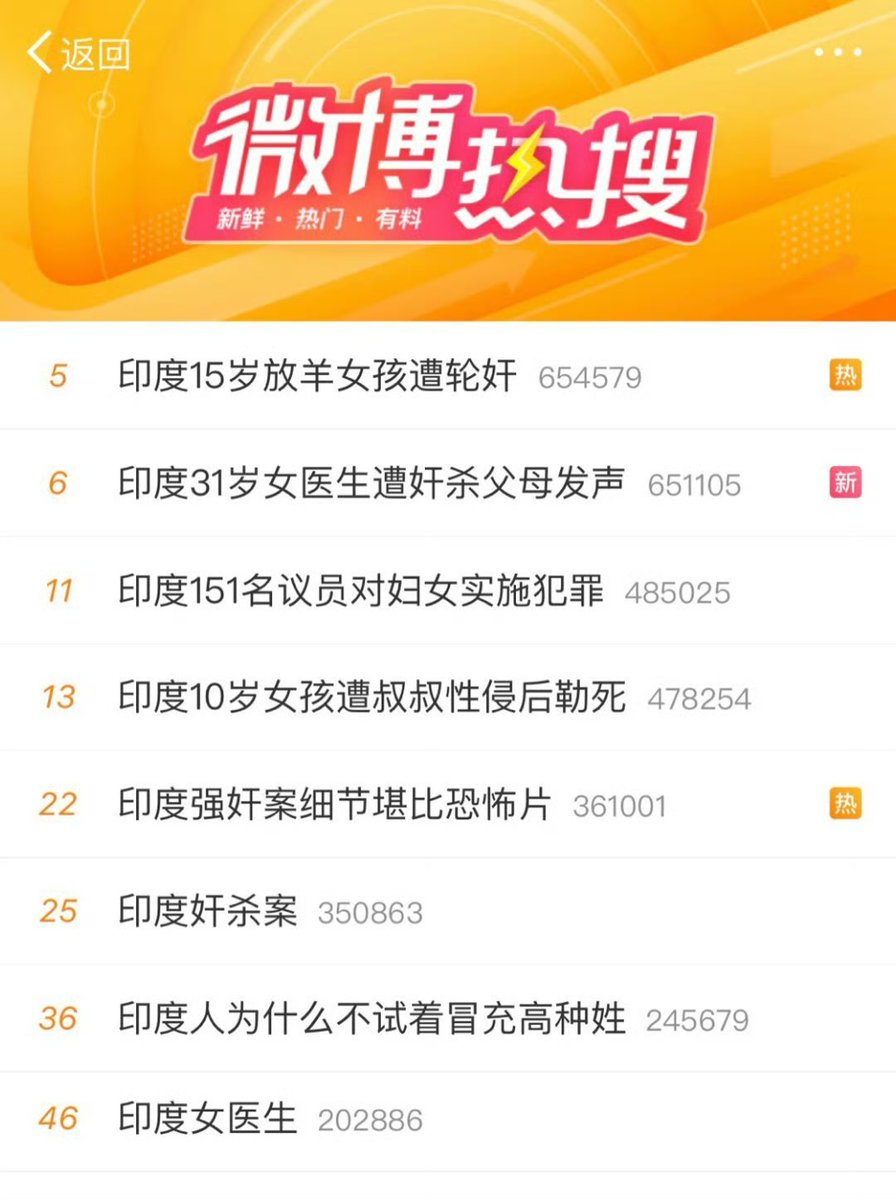 返回
微博热搜
新鲜·热门·有料
5 印度15岁放羊女孩遭轮奸 654579 热
6 印度31岁女医生遭奸杀父母发声 651105 新
11 印度151名议员对妇女实施犯罪 485025
13 印度10岁女孩遭叔叔性侵后勒死 478254
22 印度强奸案细节堪比恐怖片 361001 热
25 印度奸杀案 350863
36 印度人为什么不试着冒充高种姓 245679
46 印度女医生 202886